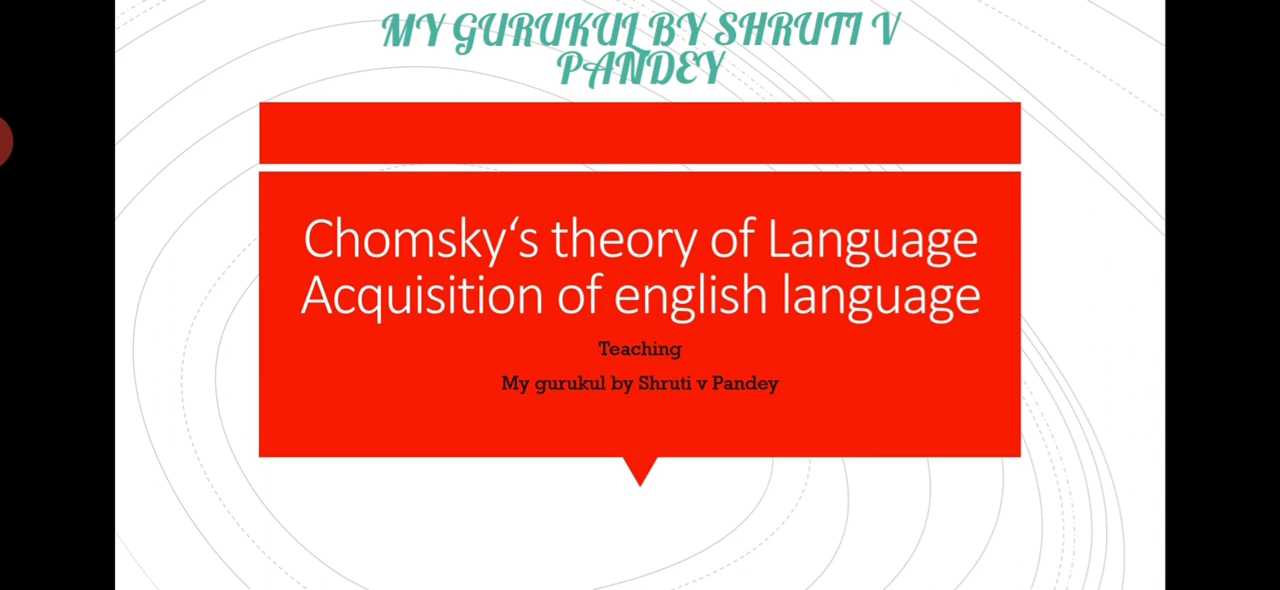 MY GURUKUL BY SHRUTI V
PANDEY
Chomsky‘s theory of Language
Acquisition of english language
Teaching
My gurukul by Shruti v Pandey